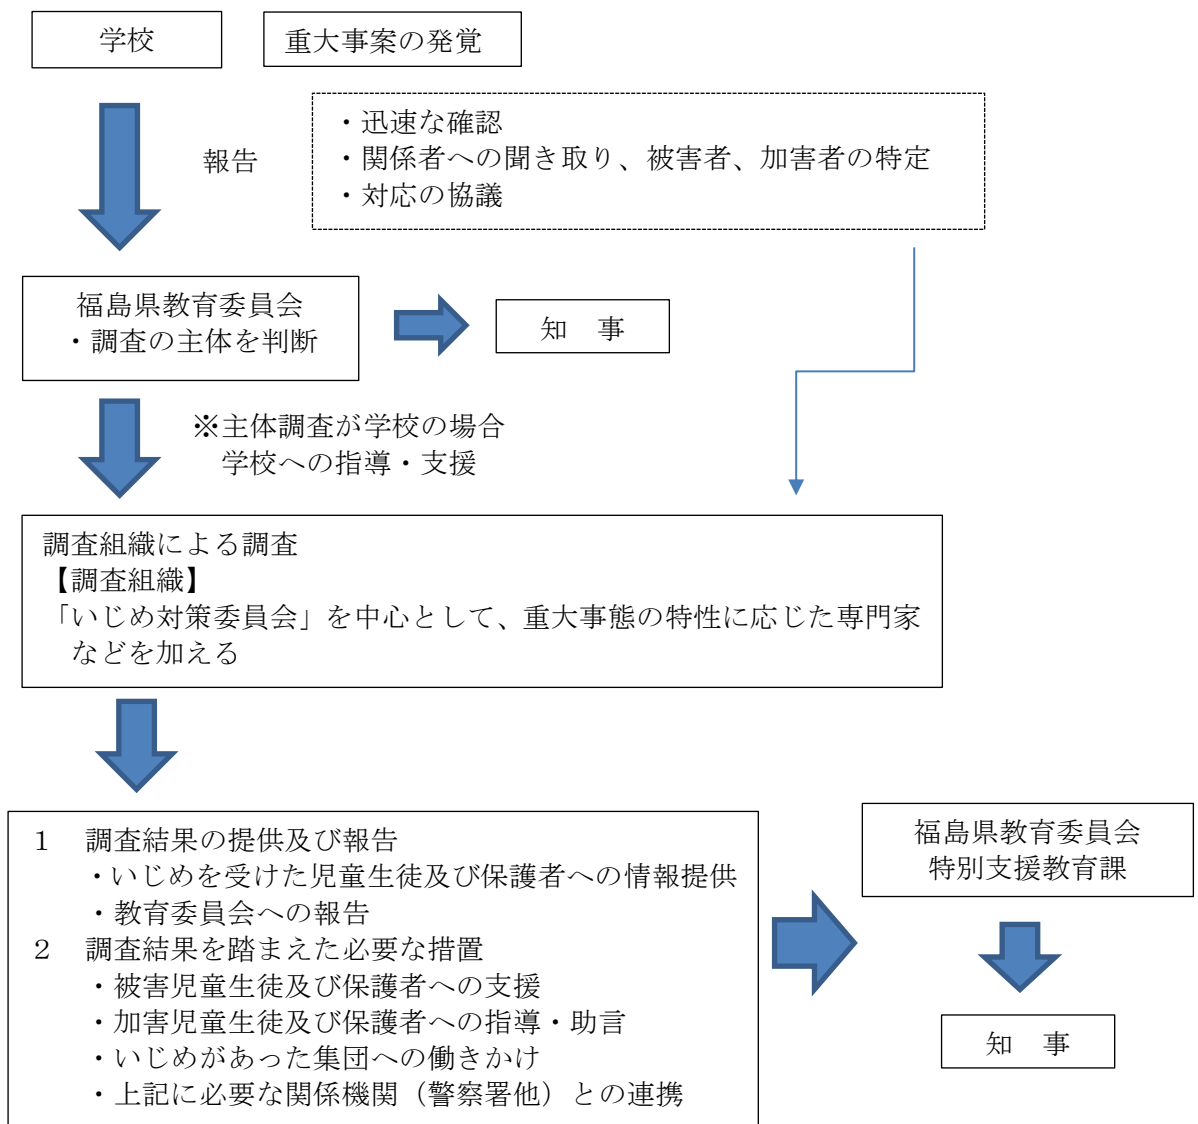 学校
重大事案の発覚
・迅速な確認
・関係者への聞き取り、被害者、加害者の特定
・対応の協議
報告
福島県教育委員会
・調査の主体を判断
知　事
※主体調査が学校の場合
学校への指導・支援
調査組織による調査
【調査組織】
「いじめ対策委員会」を中心として、重大事態の特性に応じた専門家
などを加える
１　調査結果の提供及び報告
・いじめを受けた児童生徒及び保護者への情報提供
・教育委員会への報告
２　調査結果を踏まえた必要な措置
・被害児童生徒及び保護者への支援
・加害児童生徒及び保護者への指導・助言
・いじめがあった集団への働きかけ
・上記に必要な関係機関（警察署他）との連携
福島県教育委員会
特別支援教育課
知　事